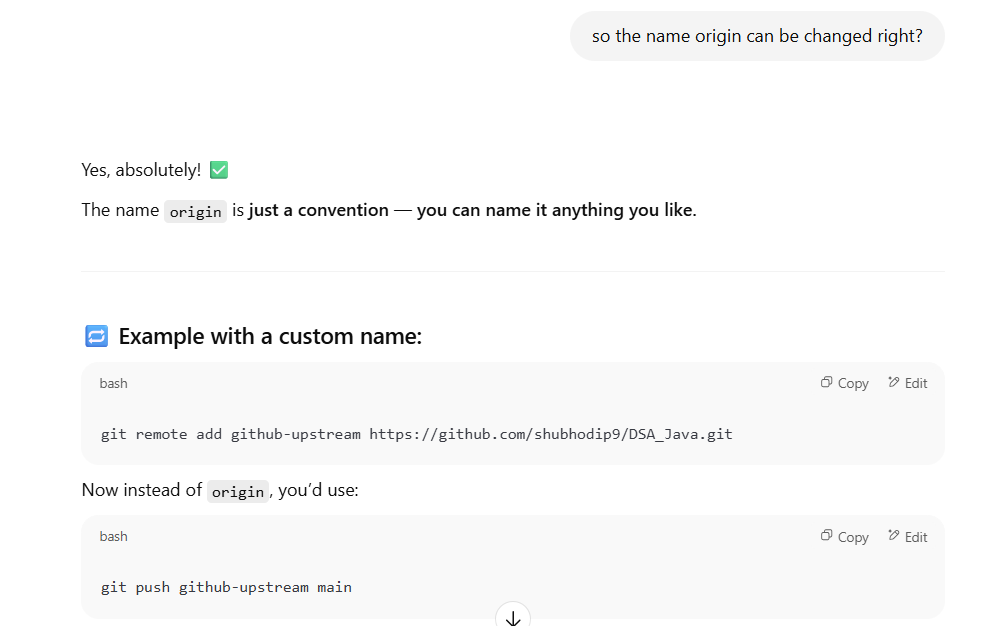 so the name origin can be changed right?
Yes, absolutely! ✅
The name origin is just a convention — you can name it anything you like.
🔁 Example with a custom name:
bash
Copy
Edit
git remote add github-upstream https://github.com/shubhodip9/DSA_Java.git
Now instead of origin, you’d use:
bash
Copy
Edit
git push github-upstream main